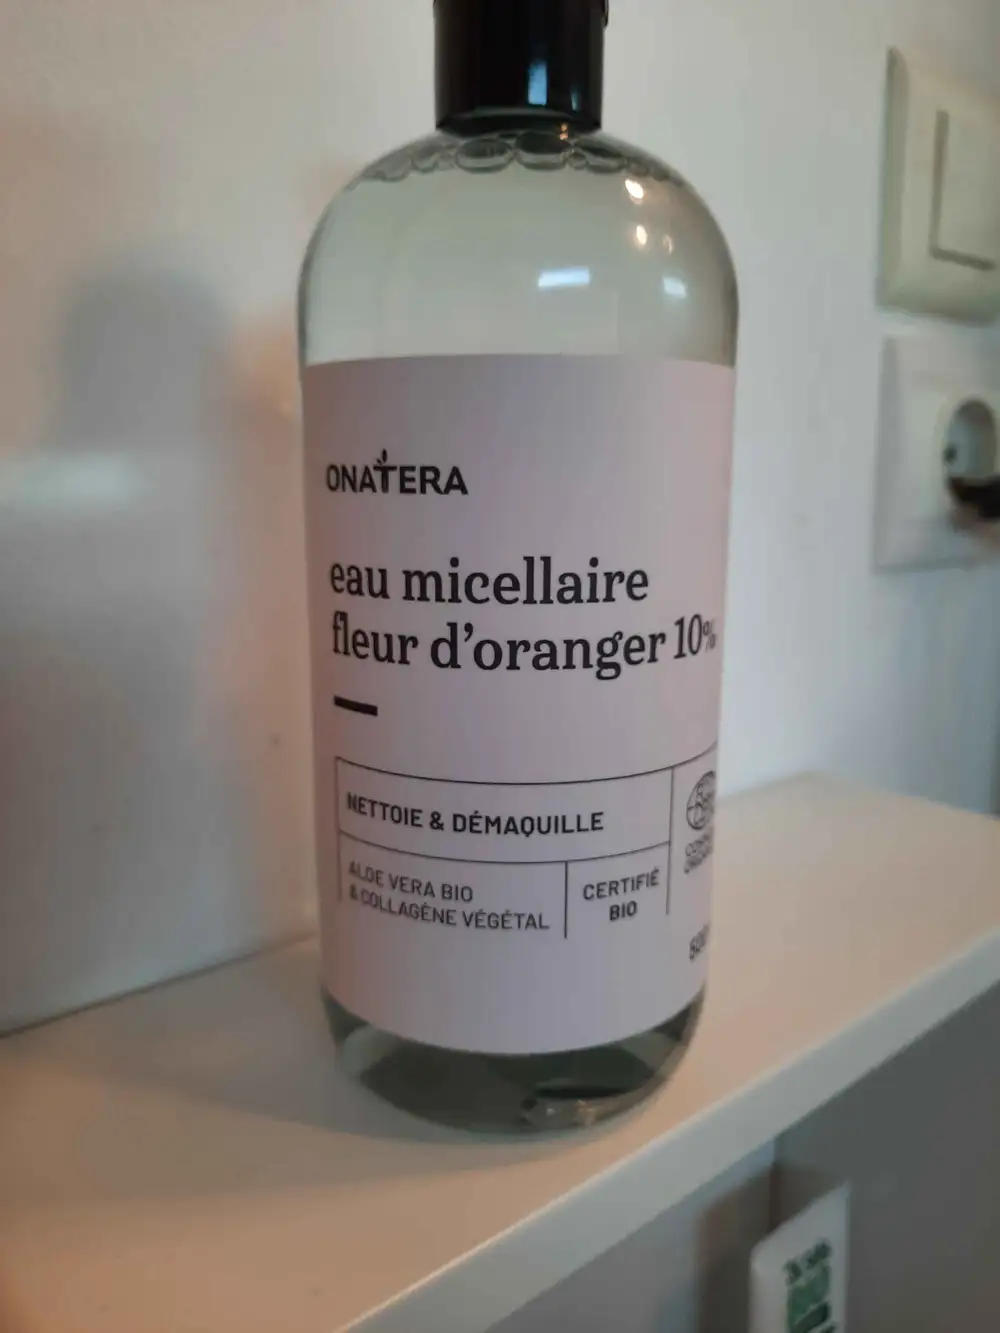 ONATERA
eau micellaire
fleur d'oranger 10%
NETTOIE & DÉMAQUILLE
ALOE VERA BIO
& COLLAGÈNE VÉGÉTAL
CERTIFIÉ
BIO